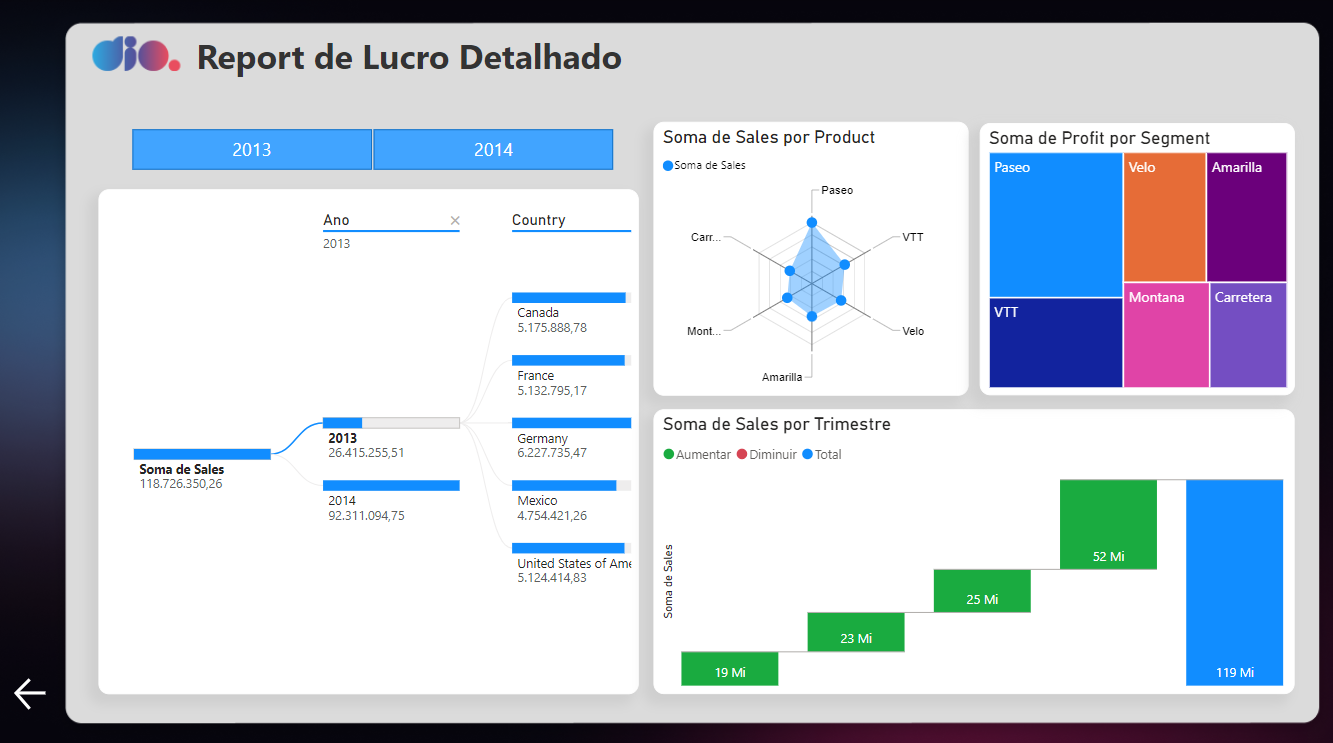 dio.
Report de Lucro Detalhado
2013
2014
Ano
2013
Country
Canada
5.175.888,78
France
5.132.795,17
2013
26.415.255,51
Germany
6.227.735,47
Soma de Sales
118.726.350,26
2014
92.311.094,75
Mexico
4.754.421,26
United States of Ame
5.124.414,83
Soma de Sales por Product
Soma de Sales
Paseo
Carr...
VTT
Mont...
Velo
Amarilla
Soma de Profit por Segment
Paseo
Velo
Amarilla
VTT
Montana
Carretera
Soma de Sales por Trimestre
Aumentar Diminuir Total
Soma de Sales
19 Mi
23 Mi
25 Mi
52 Mi
119 Mi